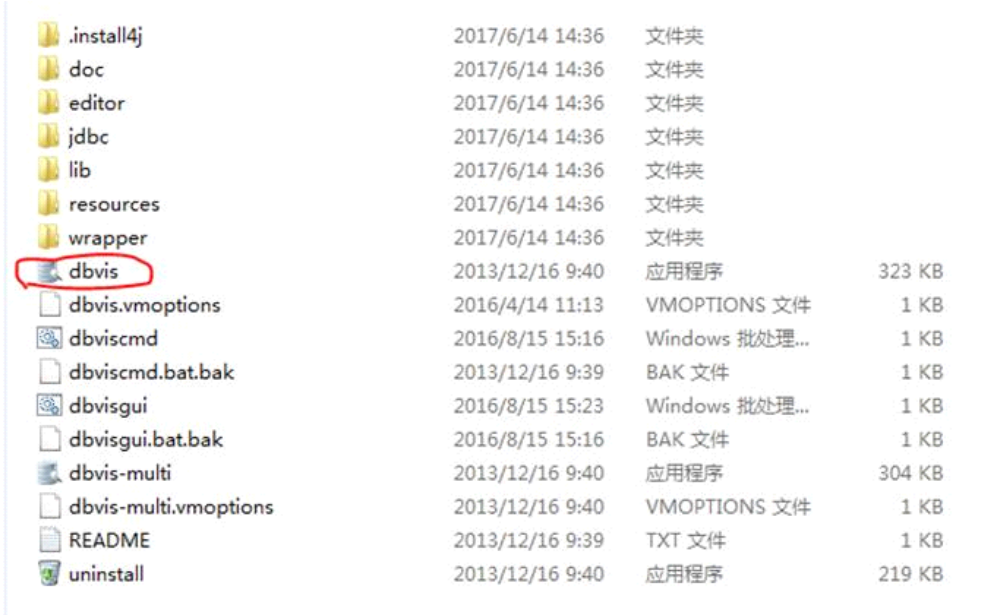 .install4j 2017/6/14 14:36 文件夹
doc 2017/6/14 14:36 文件夹
editor 2017/6/14 14:36 文件夹
jdbc 2017/6/14 14:36 文件夹
lib 2017/6/14 14:36 文件夹
resources 2017/6/14 14:36 文件夹
wrapper 2017/6/14 14:36 文件夹
dbvis 2013/12/16 9:40 应用程序 323 KB
dbvis.vmoptions 2016/4/14 11:13 VMOPTIONS 文件 1 KB
dbviscmd 2016/8/15 15:16 Windows 批处理... 1 KB
dbviscmd.bat.bak 2013/12/16 9:39 BAK 文件 1 KB
dbvisgui 2016/8/15 15:23 Windows 批处理... 1 KB
dbvisgui.bat.bak 2016/8/15 15:16 BAK 文件 1 KB
dbvis-multi 2013/12/16 9:40 应用程序 304 KB
dbvis-multi.vmoptions 2013/12/16 9:40 VMOPTIONS 文件 1 KB
README 2013/12/16 9:39 TXT 文件 1 KB
uninstall 2013/12/16 9:40 应用程序 219 KB